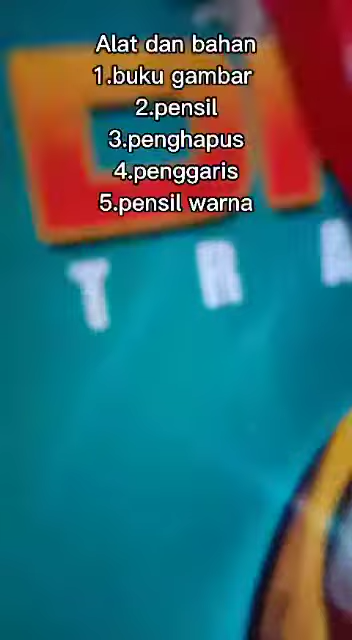 Alat dan bahan
1.buku gambar
2.pensil
3.penghapus
4.penggaris
5.pensil warna
T R A